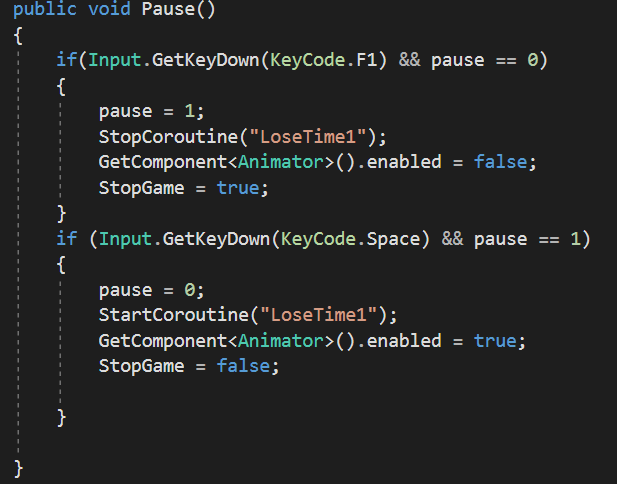 public void Pause()
{
if(Input.GetKeyDown(KeyCode.F1) && pause == 0)
{
pause = 1;
StopCoroutine("LoseTime1");
GetComponent<Animator>().enabled = false;
StopGame = true;
}
if (Input.GetKeyDown(KeyCode.Space) && pause == 1)
{
pause = 0;
StartCoroutine("LoseTime1");
GetComponent<Animator>().enabled = true;
StopGame = false;
}
}